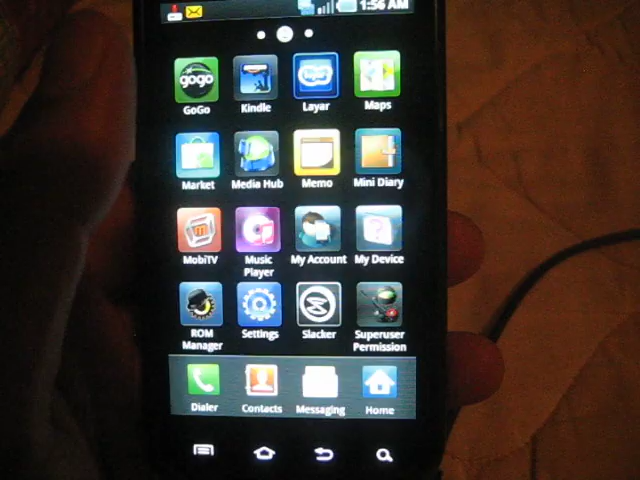 1:56 AM
gogo
GoGo Kindle Layar Maps
Market Media Hub Memo Mini Diary
MobiTV Music Player My Account My Device
ROM Manager Settings Slacker Superuser Permission
Dialer Contacts Messaging Home